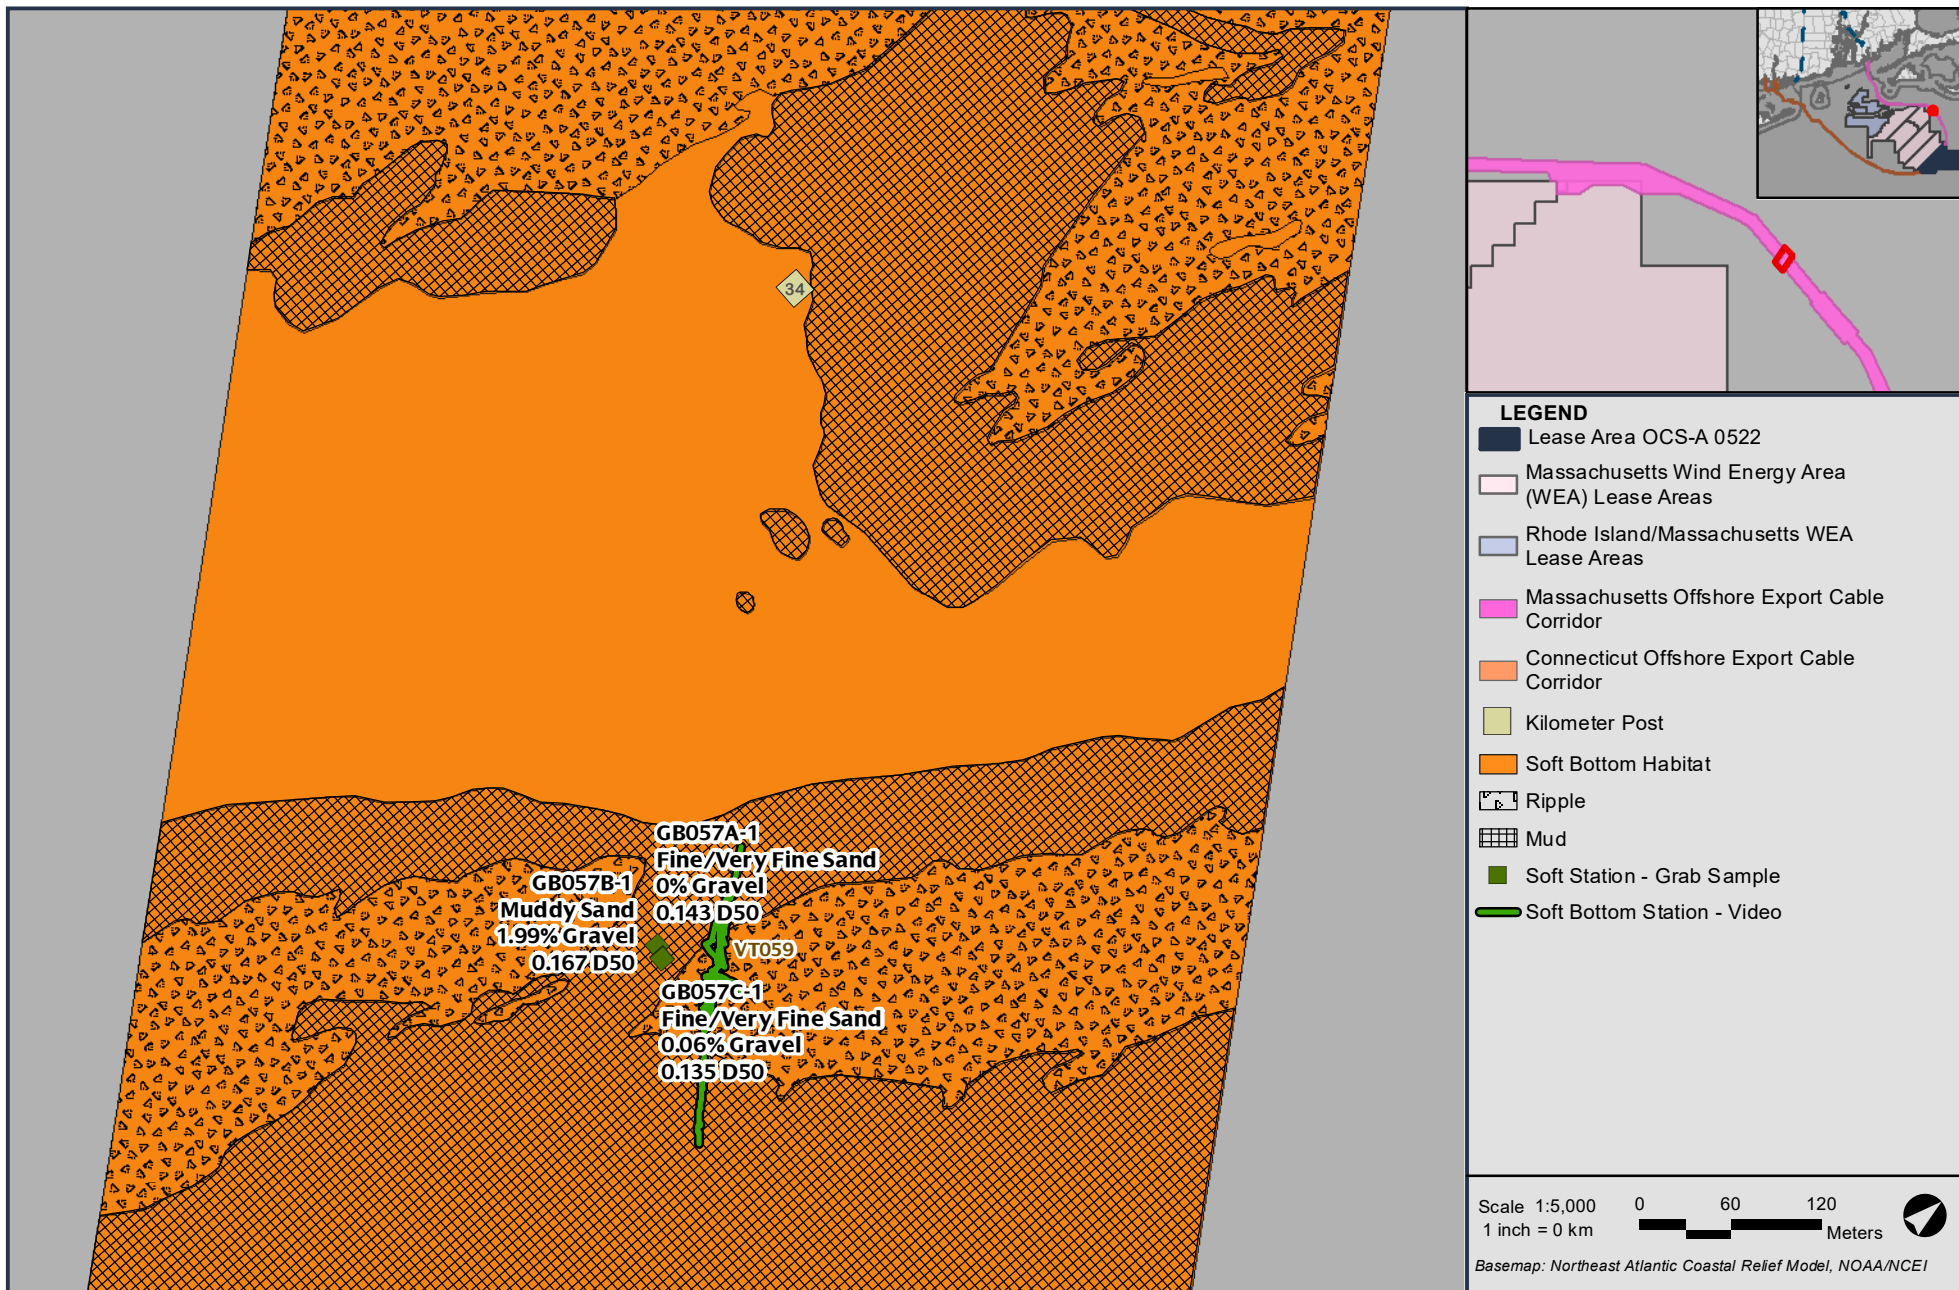 34
GB057A-1
Fine/Very Fine Sand
0% Gravel
0.143 D50
GB057B-1
Muddy Sand
1.99% Gravel
0.167 D50
VT059
GB057C-1
Fine/Very Fine Sand
0.06% Gravel
0.135 D50
LEGEND
Lease Area OCS-A 0522
Massachusetts Wind Energy Area
(WEA) Lease Areas
Rhode Island/Massachusetts WEA
Lease Areas
Massachusetts Offshore Export Cable
Corridor
Connecticut Offshore Export Cable
Corridor
Kilometer Post
Soft Bottom Habitat
Ripple
Mud
Soft Station - Grab Sample
Soft Bottom Station - Video
Scale 1:5,000
1 inch = 0 km
0 60 120
Meters
Basemap: Northeast Atlantic Coastal Relief Model, NOAA/NCEI